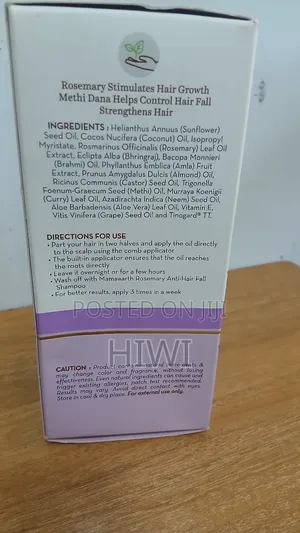 Rosemary Stimulates Hair Growth
Methi Dana Helps Control Hair Fall
Strengthens Hair
INGREDIENTS : Helianthus Annuus (Sunflower)
Seed Oil, Cocos Nucifera (Coconut) Oil, Isopropyl
Myristate, Rosmarinus Officinalis (Rosemary) Leaf Oil
Extract, Eclipta Alba (Bhringraj), Bacopa Monnieri
(Brahmi) Oil, Phyllanthus Emblica (Amla) Fruit
Extract, Prunus Amygdalus Dulcis (Almond) Oil,
Ricinus Communis (Castor) Seed Oil, Trigonella
Foenum-Graecum Seed (Methi) Oil, Murraya Koenigii
(Curry) Leaf, Azadirachta Indica (Neem) Seed Oil,
Aloe Barbadensis (Aloe Vera) Leaf Oil, Vitamin E,
Vitis Vinifera (Grape) Seed Oil and Tinogard® TT.
DIRECTIONS FOR USE
• Part your hair in two halves and apply the oil directly
to the scalp using the comb applicator
• The built-in applicator ensures that the oil reaches
the roots directly
• Leave it overnight or for a few hours
• Wash off with Mamaearth Rosemary Anti-Hair Fall
Shampoo
• For better results, apply 3 times in a week
POSTED ON JIJI
HIWI
CAUTION : Product
may change color and fragrance, without losing
effectiveness. Even natural ingredients can cause and
trigger existing allergies, patch test recommended.
Results may vary. Avoid direct contact with eyes.
Store in cool & dry place. For external use only.